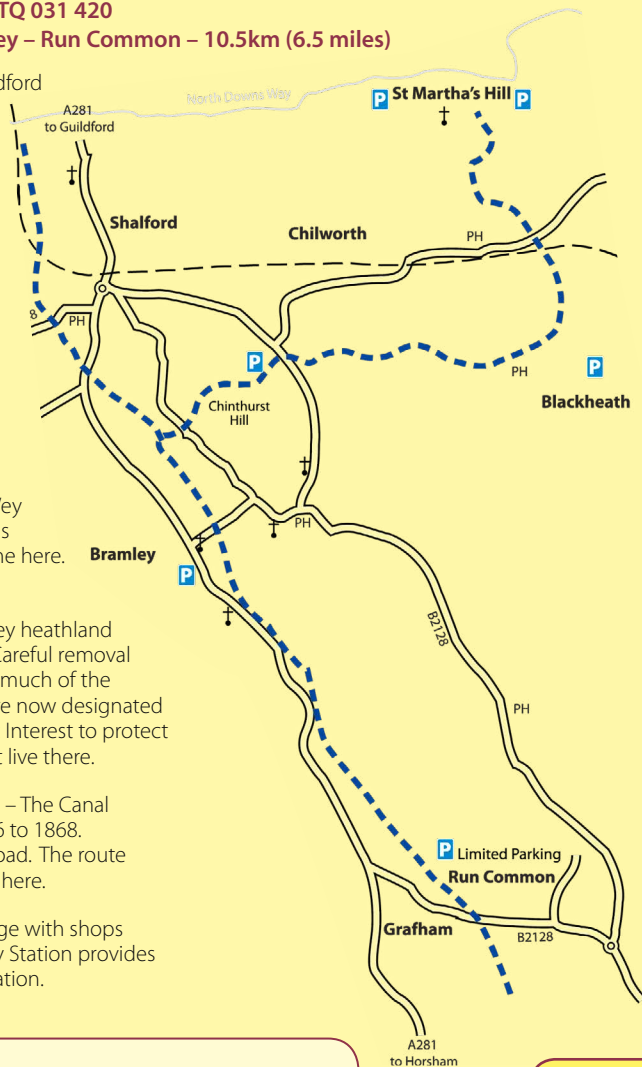 TQ 031 420
ey – Run Common – 10.5km (6.5 miles)
dford
North Downs Way
A281
to Guildford
P St Martha's Hill P
Shalford
Chilworth
PH
8
PH
P
PH
P
Chinthurst
Hill
Blackheath
PH
Bramley
P
Wey
s
ne here.
ey heathland
Careful removal
much of the
re now designated
Interest to protect
t live there.
B2128
PH
– The Canal
6 to 1868.
oad. The route
here.
P Limited Parking
Run Common
ge with shops
y Station provides
ation.
Grafham
B2128
A281
to Horsham